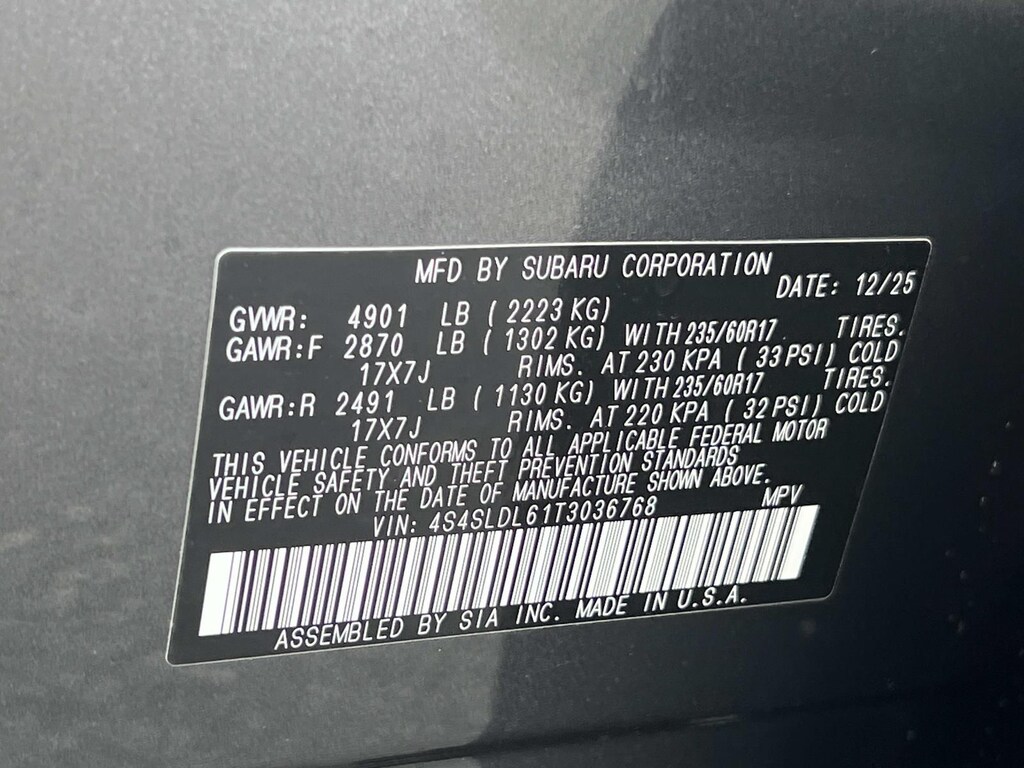 MFD BY SUBARU CORPORATION
DATE: 12/25
GVWR: 4901 LB (2223 KG)
GAWR:F 2870 LB (1302 KG) WITH 235/60R17 TIRES.
17X7J RIMS. AT 230 KPA (33 PSI) COLD
GAWR:R 2491 LB (1130 KG) WITH 235/60R17 TIRES.
17X7J RIMS. AT 220 KPA (32 PSI) COLD
THIS VEHICLE CONFORMS TO ALL APPLICABLE FEDERAL MOTOR
VEHICLE SAFETY AND THEFT PREVENTION STANDARDS
IN EFFECT ON THE DATE OF MANUFACTURE SHOWN ABOVE.
VIN: 4S4SLDL61T3036768 MPV
ASSEMBLED BY SIA INC. MADE IN U.S.A.